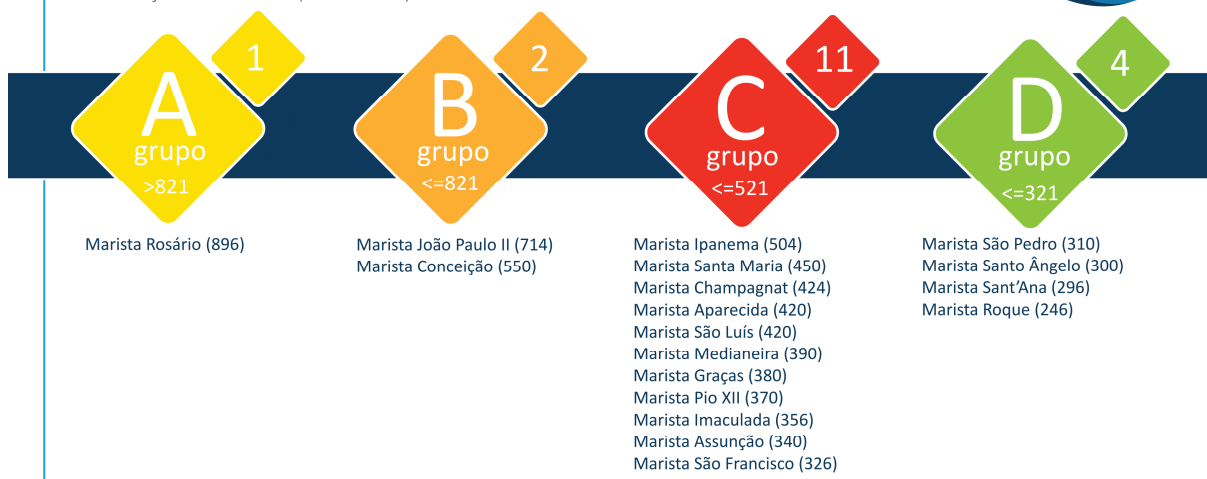 A
grupo
>821
1
Marista Rosário (896)
B
grupo
<=821
2
Marista João Paulo II (714)
Marista Conceição (550)
C
grupo
<=521
11
Marista Ipanema (504)
Marista Santa Maria (450)
Marista Champagnat (424)
Marista Aparecida (420)
Marista São Luís (420)
Marista Medianeira (390)
Marista Graças (380)
Marista Pio XII (370)
Marista Imaculada (356)
Marista Assunção (340)
Marista São Francisco (326)
D
grupo
<=321
4
Marista São Pedro (310)
Marista Santo Ângelo (300)
Marista Sant’Ana (296)
Marista Roque (246)